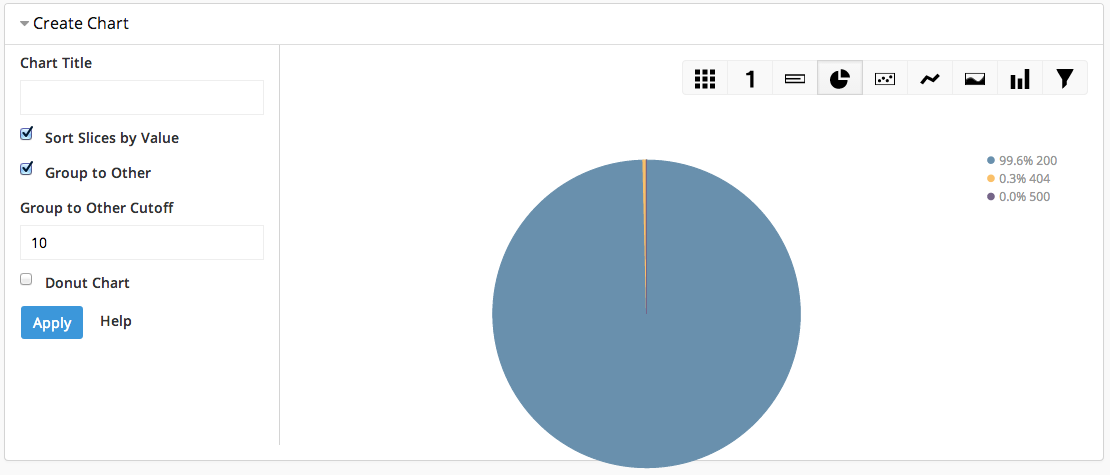 Create Chart
Chart Title
Sort Slices by Value
Group to Other
Group to Other Cutoff
10
Donut Chart
Apply Help
1
99.6% 200
0.3% 404
0.0% 500